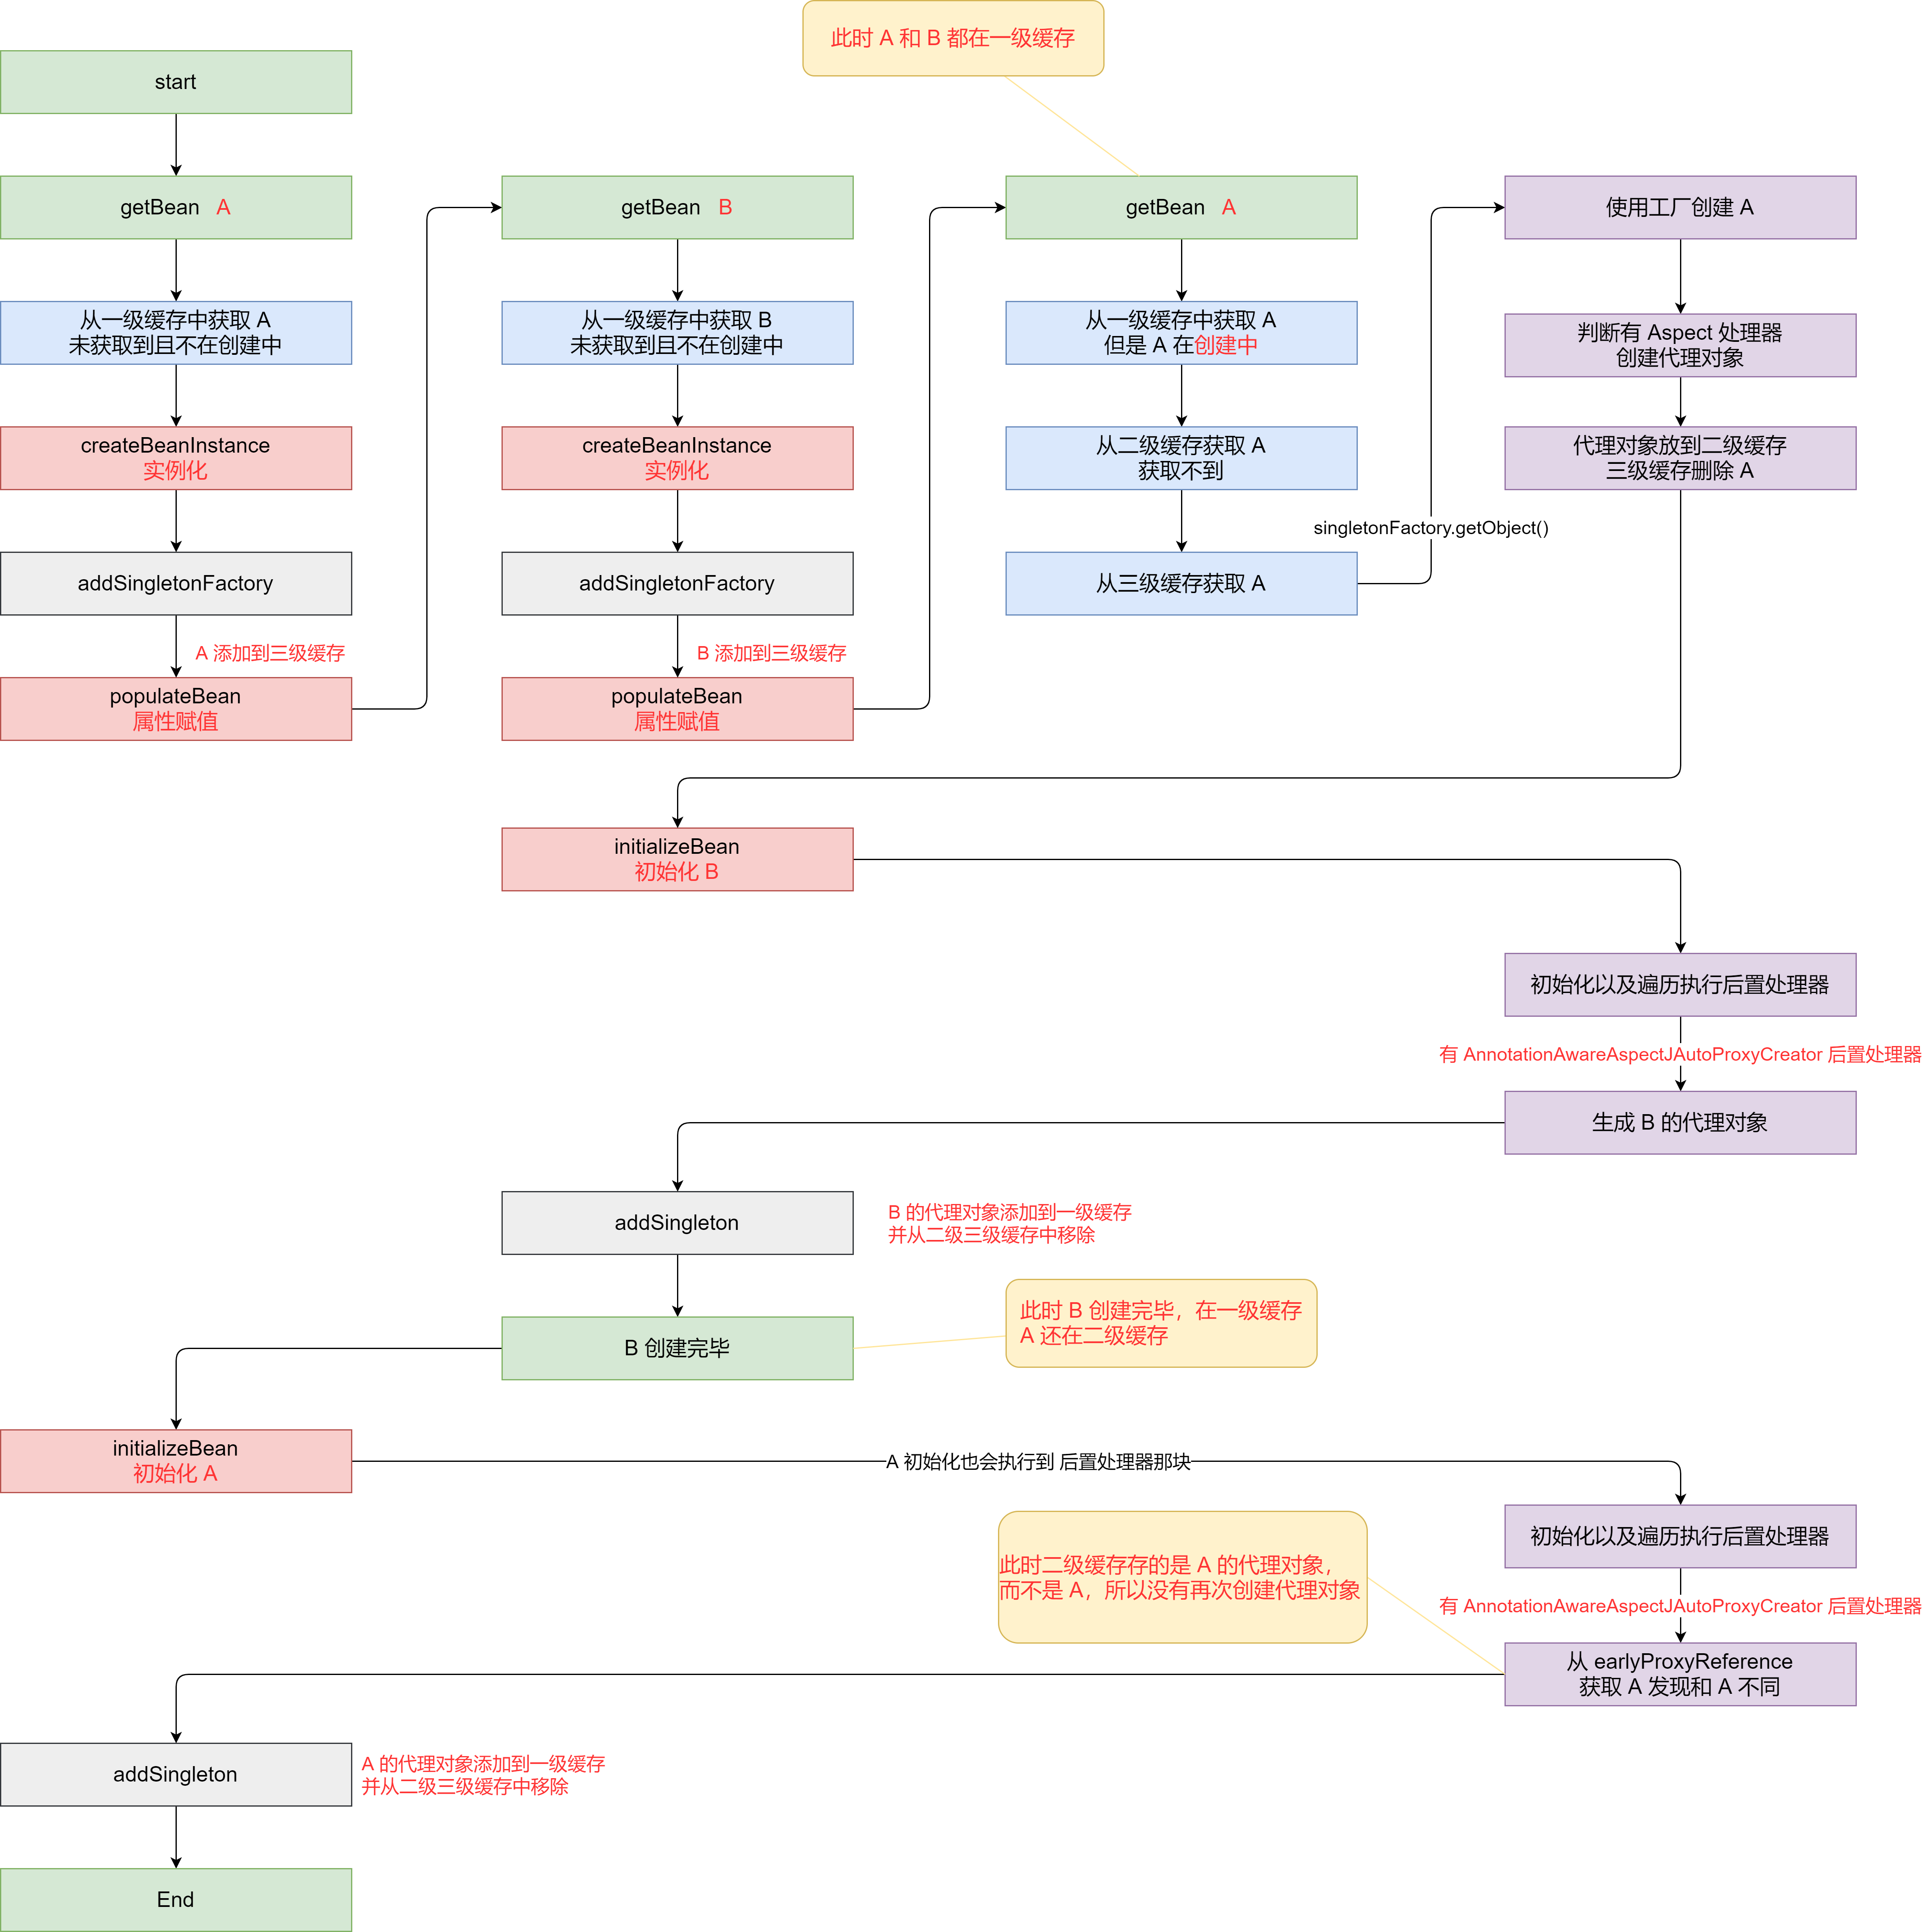 此时 A 和 B 都在一级缓存
start
getBean A
从一级缓存中获取 A
未获取到且不在创建中
createBeanInstance
实例化
addSingletonFactory
A 添加到三级缓存
populateBean
属性赋值
getBean B
从一级缓存中获取 B
未获取到且不在创建中
createBeanInstance
实例化
addSingletonFactory
B 添加到三级缓存
populateBean
属性赋值
getBean A
从一级缓存中获取 A
但是 A 在创建中
从二级缓存获取 A
获取不到
从三级缓存获取 A
singletonFactory.getObject()
使用工厂创建 A
判断有 Aspect 处理器
创建代理对象
代理对象放到二级缓存
三级缓存删除 A
initializeBean
初始化 B
初始化以及遍历执行后置处理器
有 AnnotationAwareAspectJAutoProxyCreator 后置处理器
生成 B 的代理对象
addSingleton
B 的代理对象添加到一级缓存
并从二级三级缓存中移除
B 创建完毕
此时 B 创建完毕，在一级缓存
A 还在二级缓存
initializeBean
初始化 A
A 初始化也会执行到 后置处理器那块
初始化以及遍历执行后置处理器
有 AnnotationAwareAspectJAutoProxyCreator 后置处理器
从 earlyProxyReference
获取 A 发现和 A 不同
此时二级缓存存的是 A 的代理对象，
而不是 A，所以没有再次创建代理对象
addSingleton
A 的代理对象添加到一级缓存
并从二级三级缓存中移除
End